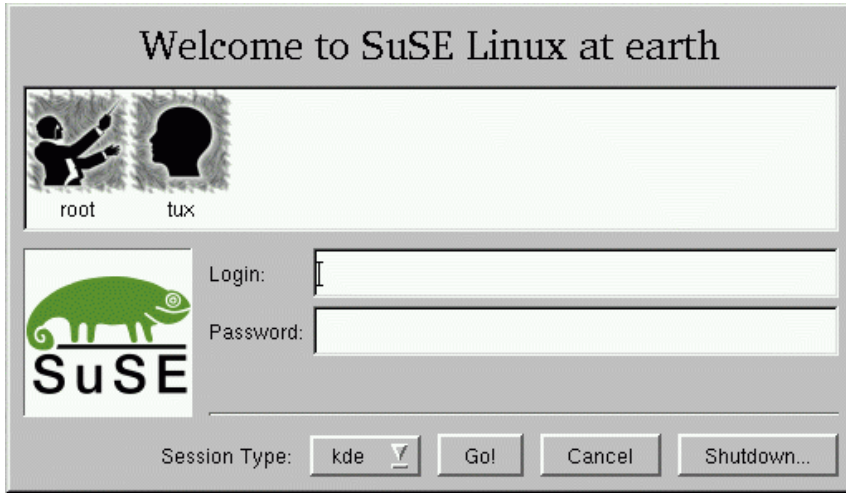 Welcome to SuSE Linux at earth
root tux
Login:
Password:
SuSE
Session Type: kde Go! Cancel Shutdown...